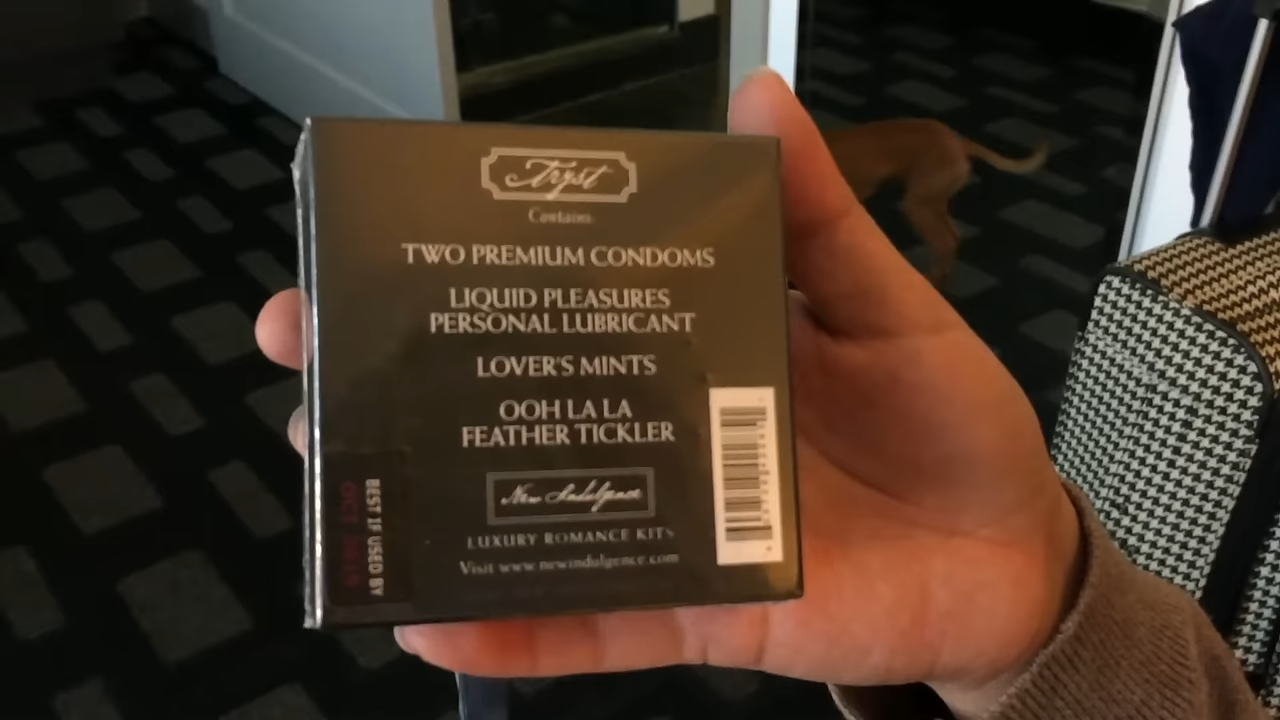 Tryst
Contains
TWO PREMIUM CONDOMS
LIQUID PLEASURES
PERSONAL LUBRICANT
LOVER'S MINTS
OOH LA LA
FEATHER TICKLER
New Indulgence
LUXURY ROMANCE KITS
Visit www.newindulgence.com
BEST IF USED BY
OCT